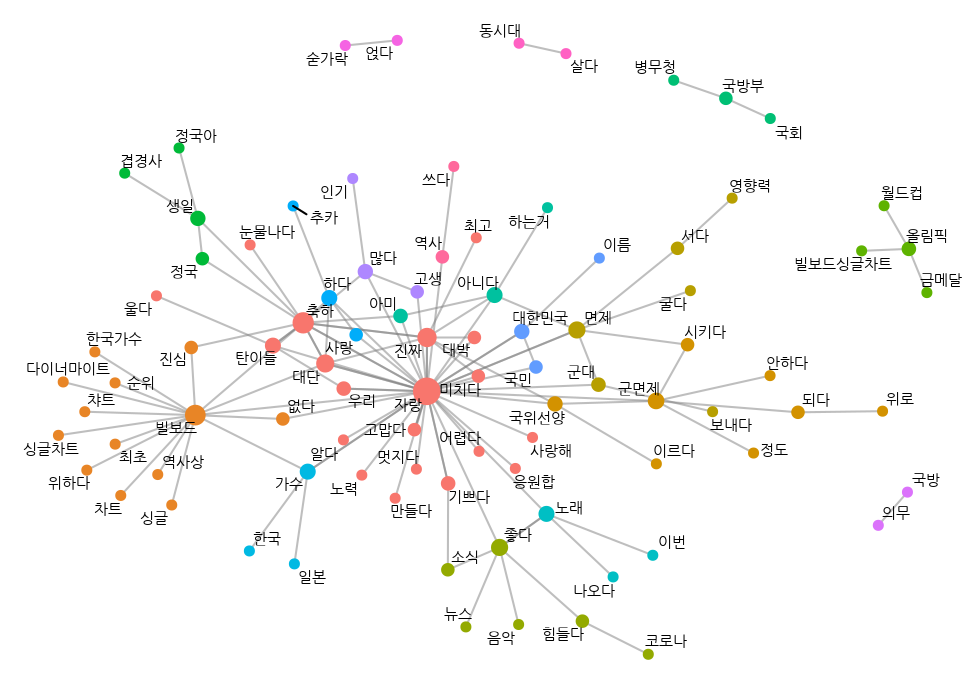 동시대
얹다
숟가락
살다
병무청
국방부
국회
정국아
겹경사
인기
쓰다
영향력
월드컵
생일
추카
눈물나다
최고
하는거
역사
이름
서다
올림픽
빌보드싱글차트
정국
많다
고생
하다
아미
아니다
금메달
굳다
울다
축하
대한민국
면제
시키다
한국가수
진심
탄이들
사랑
진짜
대박
다이너마이트
순위
대단
국민
군면제
안하다
미치다
챠트
빌보드
없다
우리
자랑
국위선양
되다
위로
보내다
싱글챠트
최초
고맙다
어렵다
사랑해
알다
멋지다
이르다
정도
역사상
위하다
가수
노력
응원합
기쁘다
만들다
차트
싱글
국방
의무
노래
한국
좋다
이번
일본
소식
나오다
뉴스
음악
힘들다
코로나